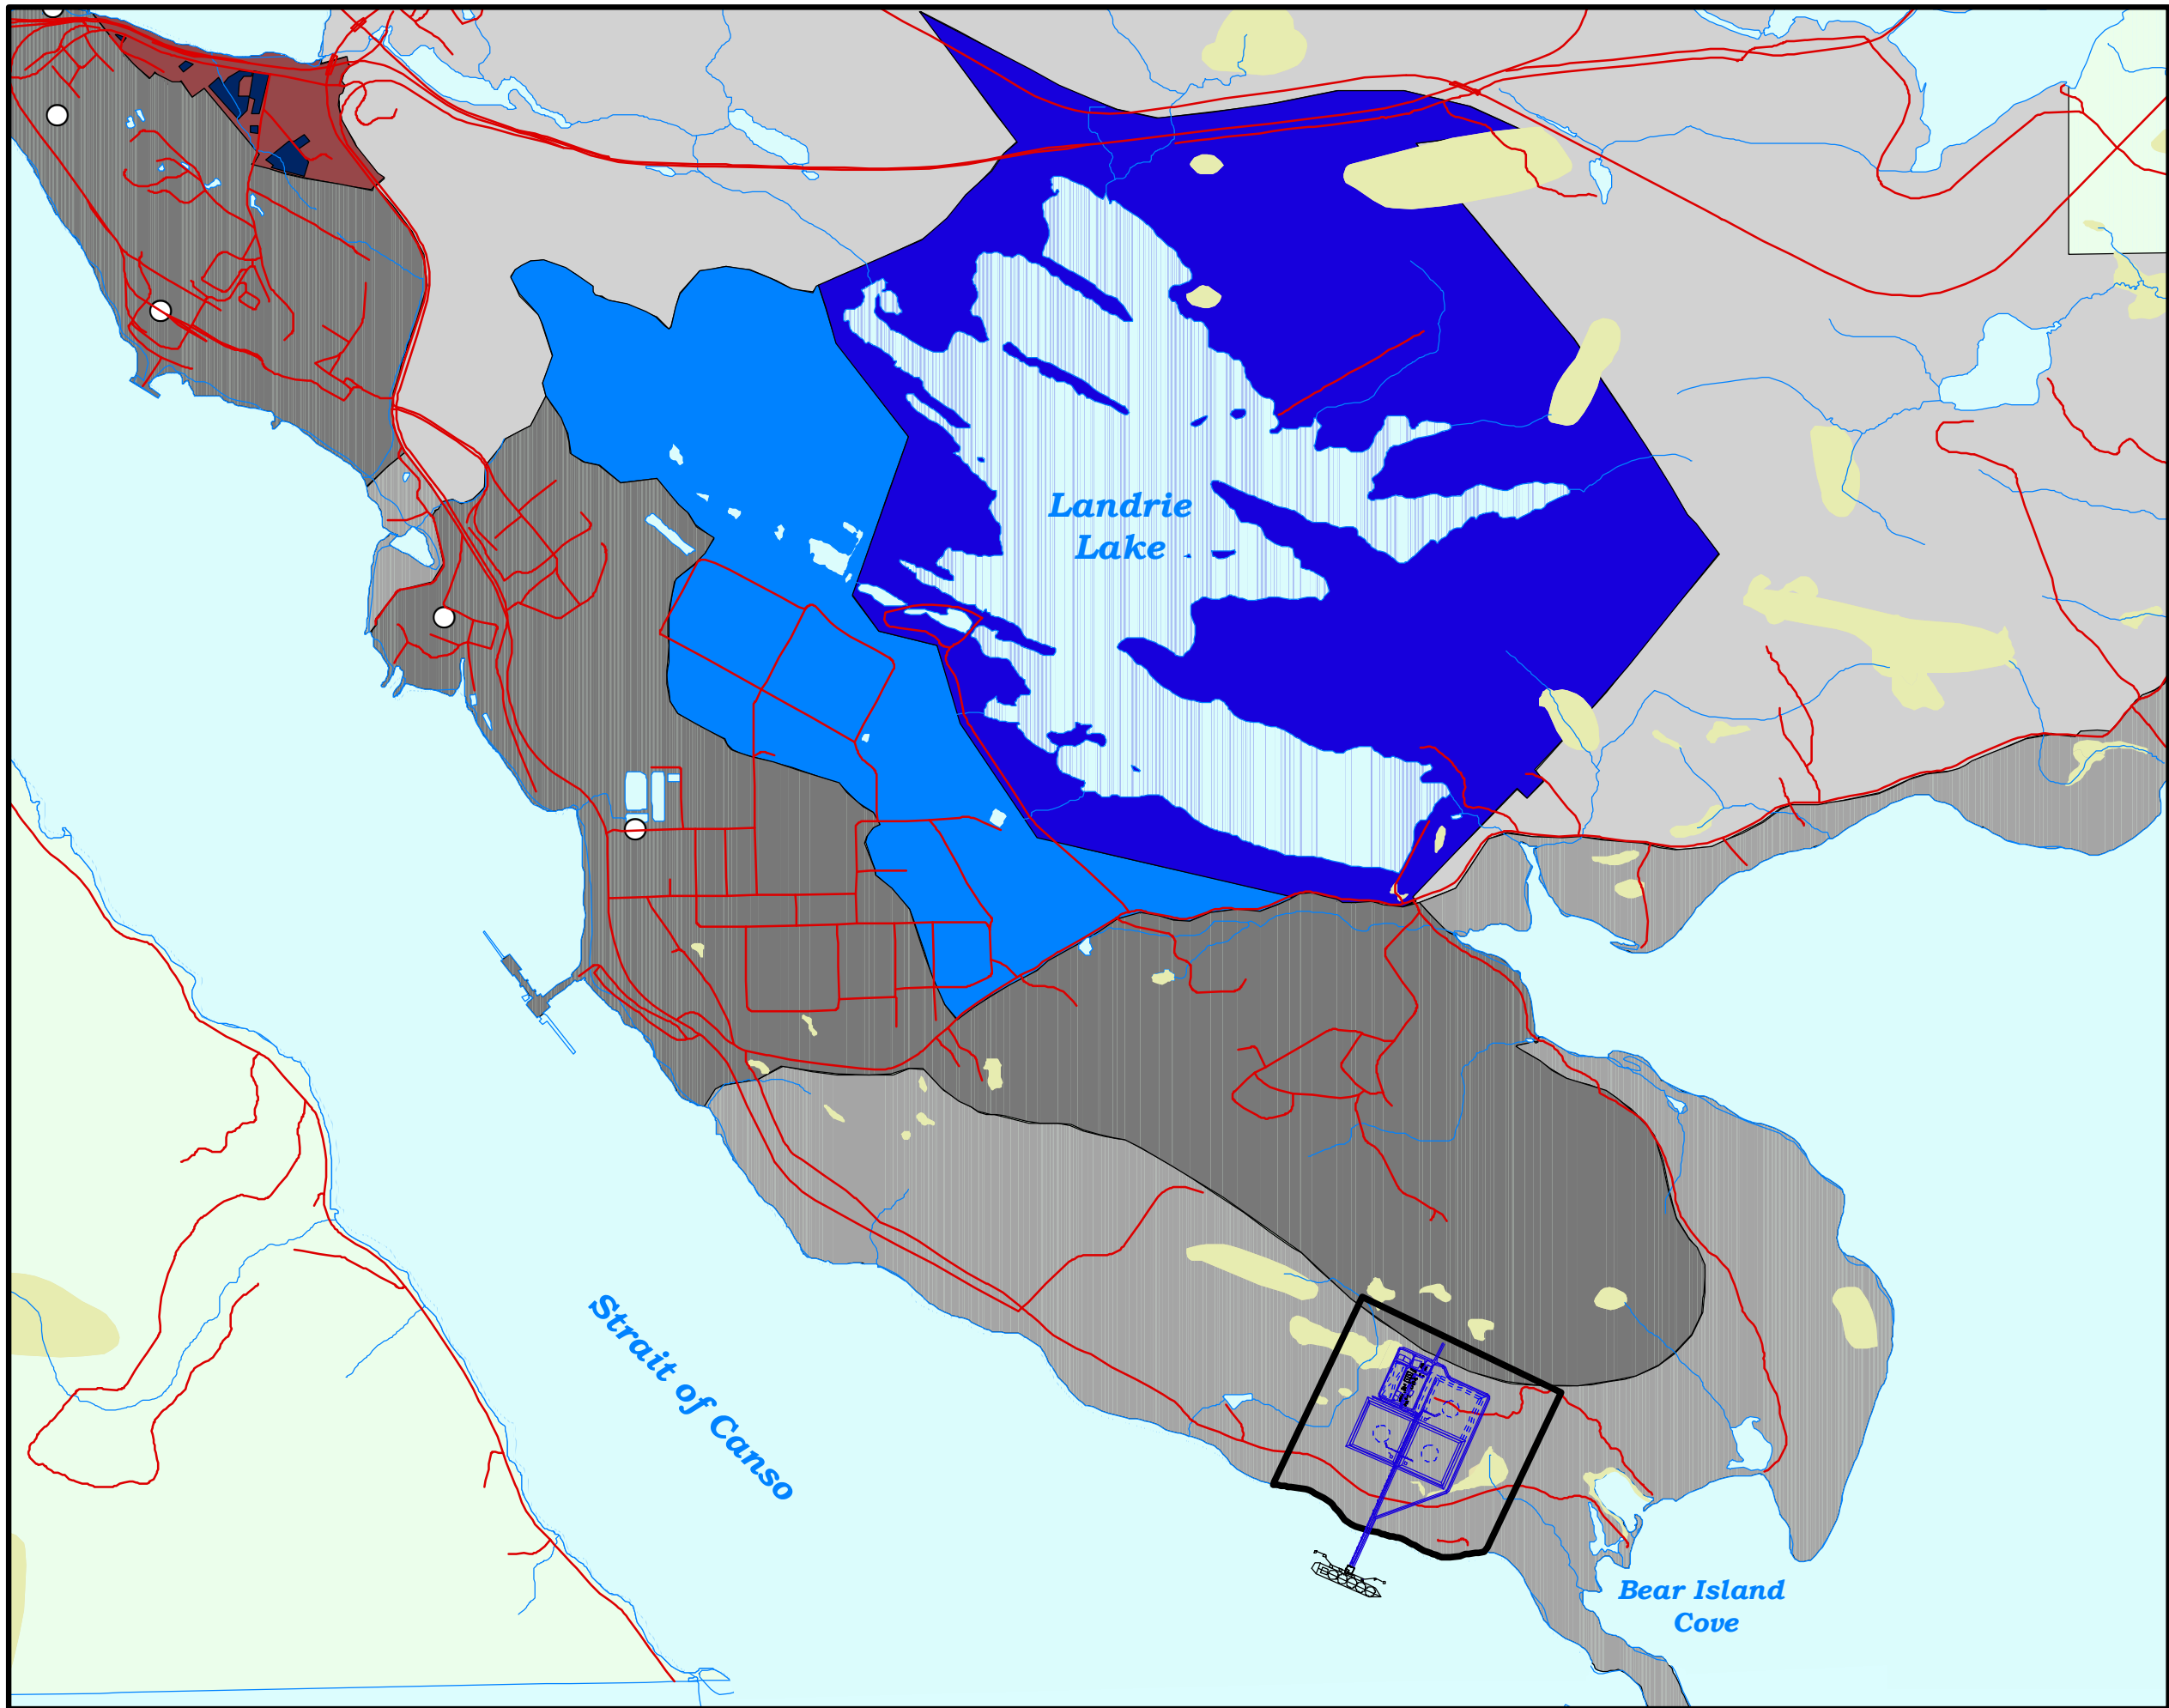 Landrie
Lake
Strait of Canso
Bear Island
Cove